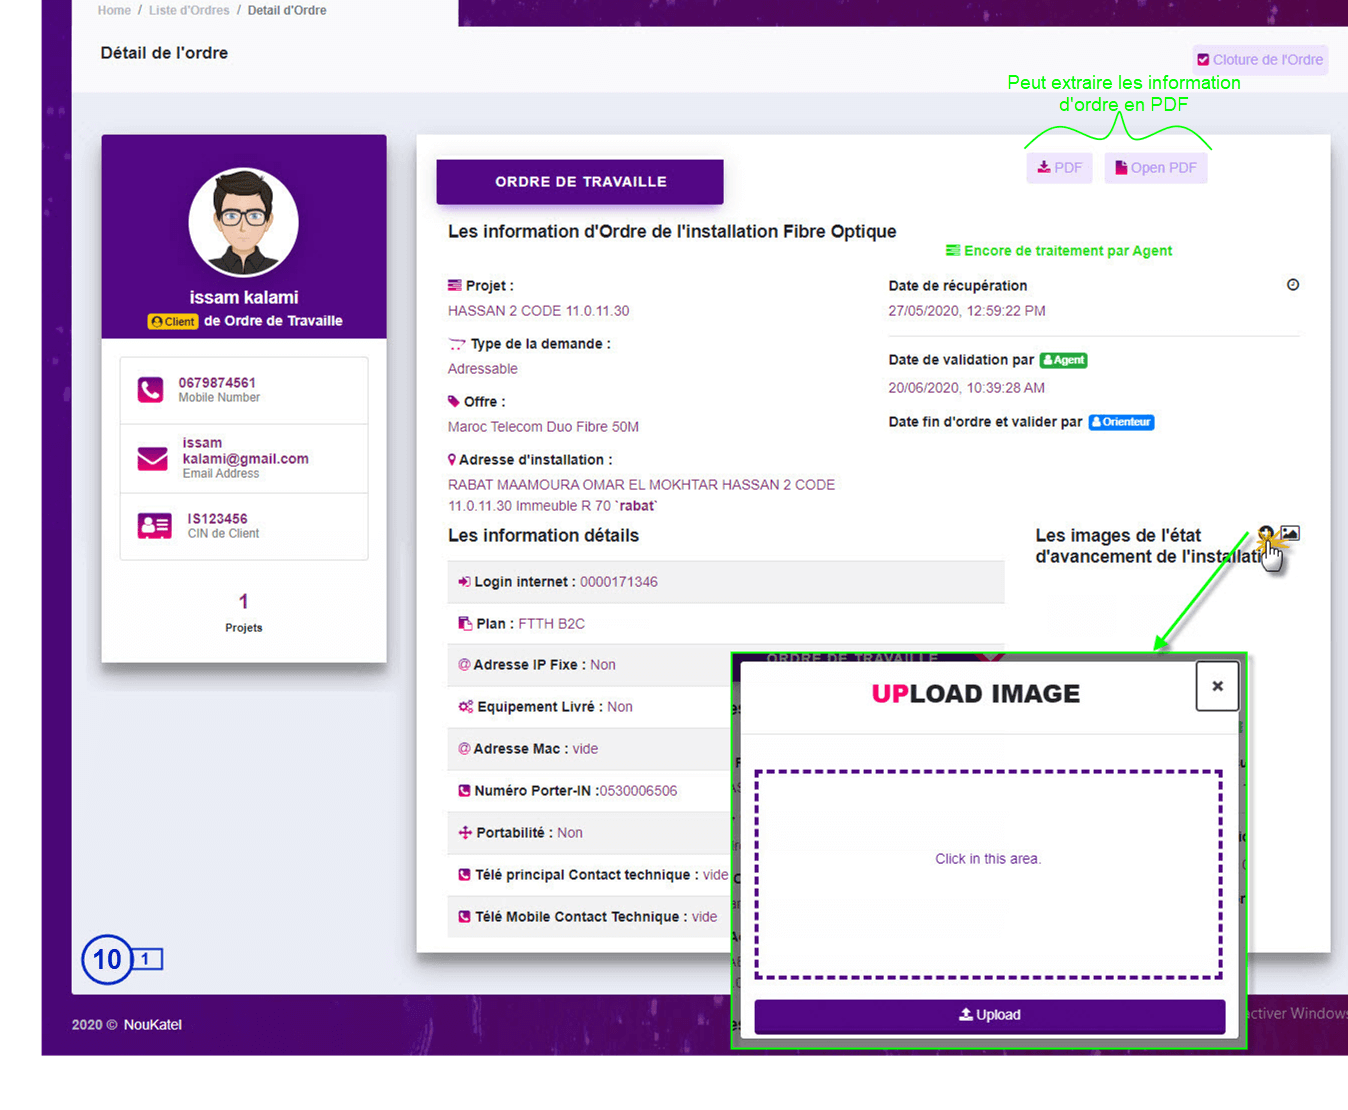 Home / Liste d'Ordres / Detail d'Ordre
Détail de l'ordre
Cloture de l'Ordre
Peut extraire les information
d'ordre en PDF
PDF
Open PDF
ORDRE DE TRAVAILLE
Les information d'Ordre de l'installation Fibre Optique
Encore de traitement par Agent
issam kalami
Client de Ordre de Travaille
0679874561
Mobile Number
issam
kalami@gmail.com
Email Address
IS123456
CIN de Client
1
Projets
Projet :
HASSAN 2 CODE 11.0.11.30
Type de la demande :
Adressable
Offre :
Maroc Telecom Duo Fibre 50M
Adresse d'installation :
RABAT MAAMOURA OMAR EL MOKHTAR HASSAN 2 CODE
11.0.11.30 Immeuble R 70 `rabat`
Date de récupération
27/05/2020, 12:59:22 PM
Date de validation par Agent
20/06/2020, 10:39:28 AM
Date fin d'ordre et valider par Orienteur
Les information détails
Login internet : 0000171346
Plan : FTTH B2C
@ Adresse IP Fixe : Non
Equipement Livré : Non
@ Adresse Mac : vide
Numéro Porter-IN :0530006506
Portabilité : Non
Télé principal Contact technique : vide
Télé Mobile Contact Technique : vide
Les images de l'état
d'avancement de l'installati
ORDRE DE TRAVAILLE
UPLOAD IMAGE
×
Click in this area.
Upload
10 1
2020 © NouKatel
activer Windows